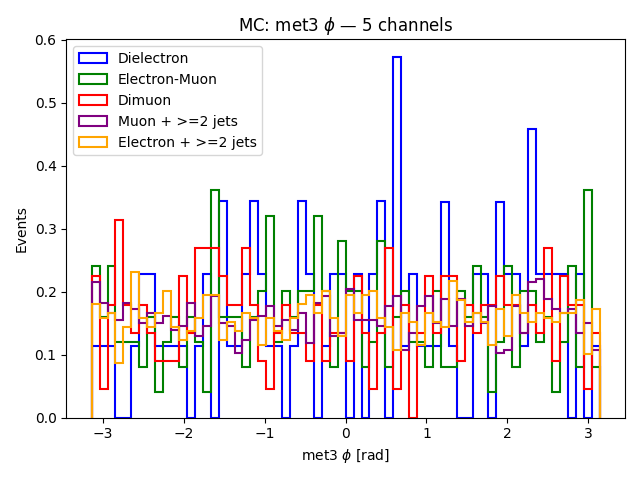 MC: met3 ϕ — 5 channels
Events
0.6
0.5
0.4
0.3
0.2
0.1
0.0
Dielectron
Electron-Muon
Dimuon
Muon + >=2 jets
Electron + >=2 jets
−3 −2 −1 0 1 2 3
met3 ϕ [rad]